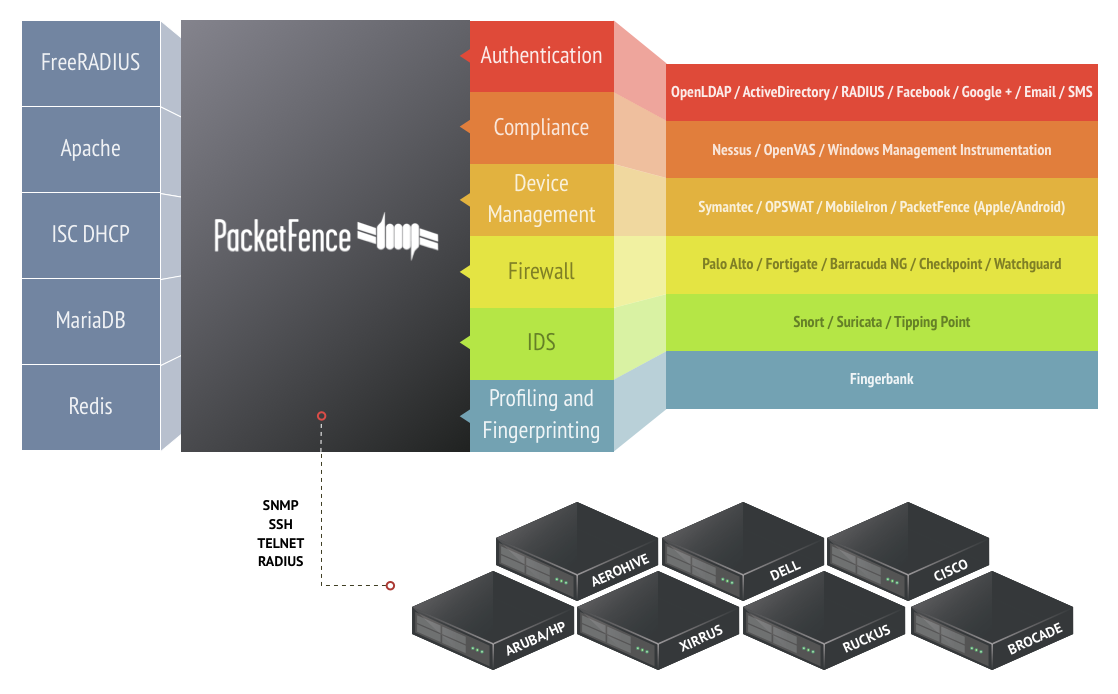 FreeRADIUS
Apache
ISC DHCP
MariaDB
Redis
PacketFence
Authentication
Compliance
Device
Management
Firewall
IDS
Profiling and
Fingerprinting
OpenLDAP / ActiveDirectory / RADIUS / Facebook / Google + / Email / SMS
Nessus / OpenVAS / Windows Management Instrumentation
Symantec / OPSWAT / MobileIron / PacketFence (Apple/Android)
Palo Alto / Fortigate / Barracuda NG / Checkpoint / Watchguard
Snort / Suricata / Tipping Point
Fingerbank
SNMP
SSH
TELNET
RADIUS
AEROHIVE
DELL
CISCO
ARUBA/HP
XIRRUS
RUCKUS
BROCADE